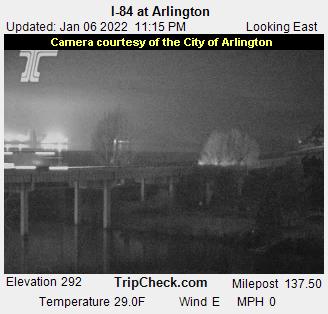 I-84 at Arlington
Updated: Jan 06 2022 11:15 PM Looking East
Camera courtesy of the City of Arlington
Elevation 292 TripCheck.com Milepost 137.50
Temperature 29.0F Wind E MPH 0